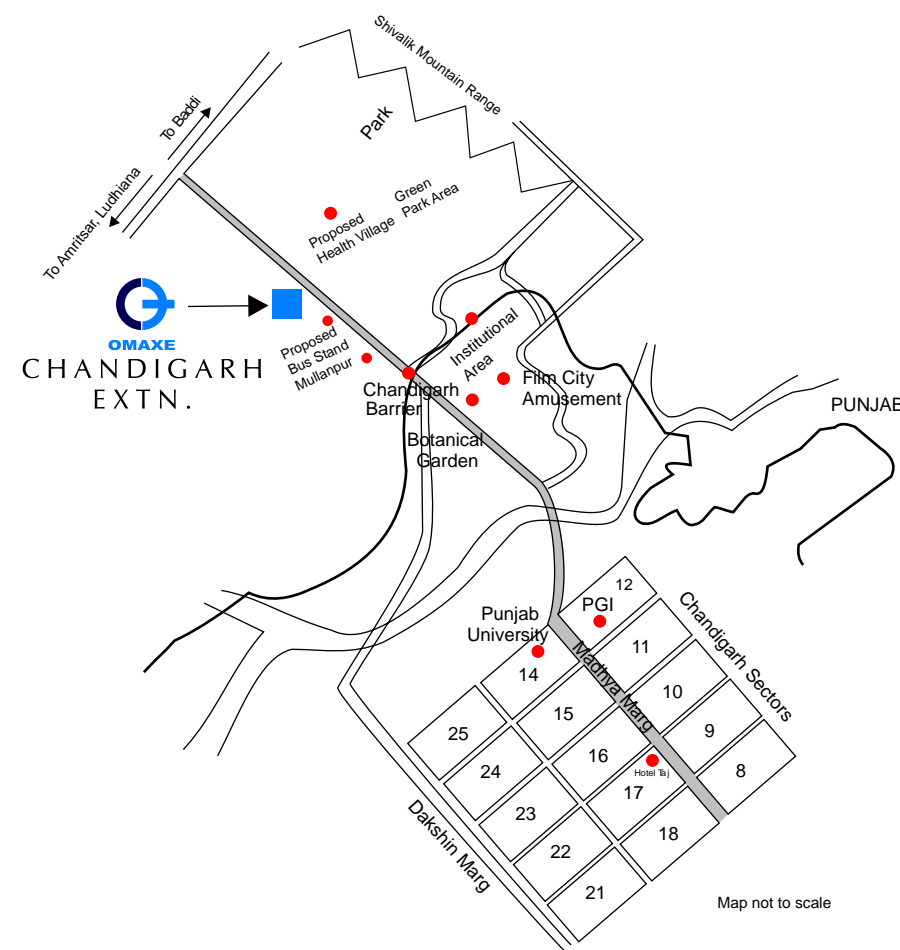 Shivalik Mountain Range
Park
To Baddi
To Amritsar, Ludhiana
Green
Park Area
Proposed
Health Village
OMAXE
CHANDIGARH
EXTN.
Proposed
Bus Stand
Mullanpur
Institutional
Area
Film City
Amusement
Chandigarh
Barrier
PUNJAB
Botanical
Garden
12
PGI
Punjab
University
Chandigarh Sectors
Madhya Marg
11
14
10
15
9
25
16
8
24
Hotel Taj
17
23
18
22
21
Dakshin Marg
Map not to scale